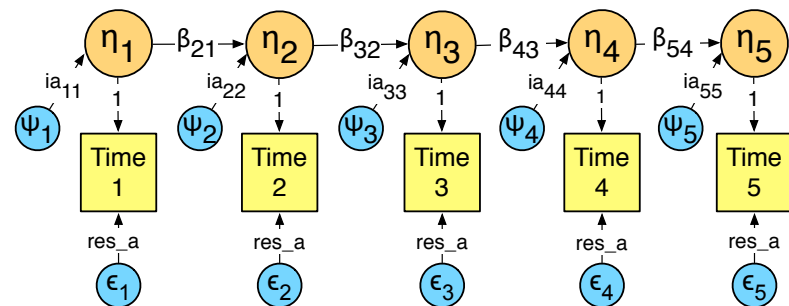 η1 β21 η2 β32 η3 β43 η4 β54 η5
ia11 1 ia22 1 ia33 1 ia44 1 ia55 1
ψ1 ψ2 ψ3 ψ4 ψ5
Time Time Time Time Time
1 2 3 4 5
res_a res_a res_a res_a res_a
ϵ1 ϵ2 ϵ3 ϵ4 ϵ5